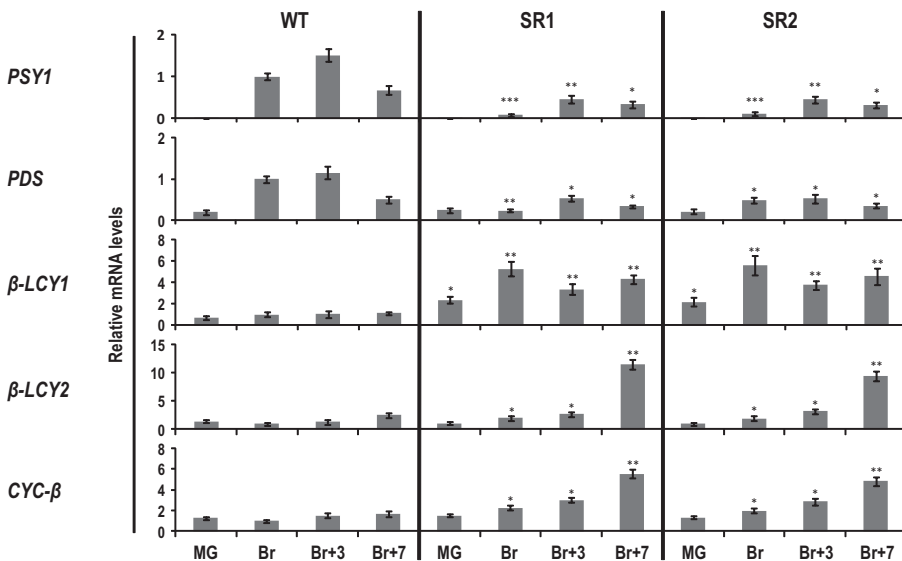 WT SR1 SR2
Relative mRNA levels
PSY1
2
1
0
*** ** *
*** ** *
PDS
2
1
0
** * *
* * *
β-LCY1
8
6
4
2
0
* ** ** **
* ** ** **
β-LCY2
15
10
5
0
* * **
* * **
CYC-β
8
6
4
2
0
* * **
* * **
MG Br Br+3 Br+7 MG Br Br+3 Br+7 MG Br Br+3 Br+7